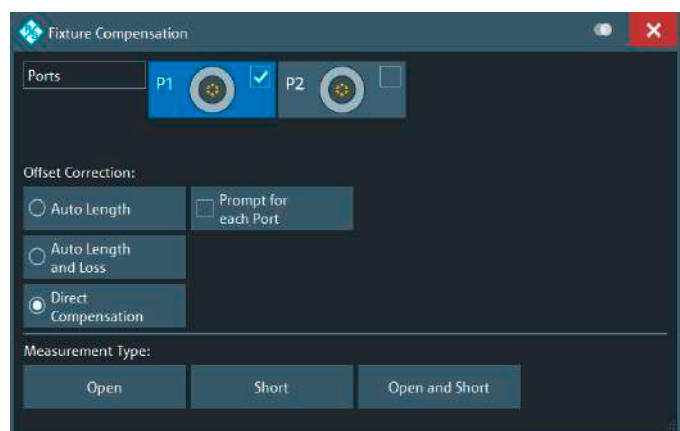 Fixture Compensation
Ports
P1
P2
Offset Correction:
Auto Length
Prompt for
each Port
Auto Length
and Loss
Direct
Compensation
Measurement Type:
Open
Short
Open and Short